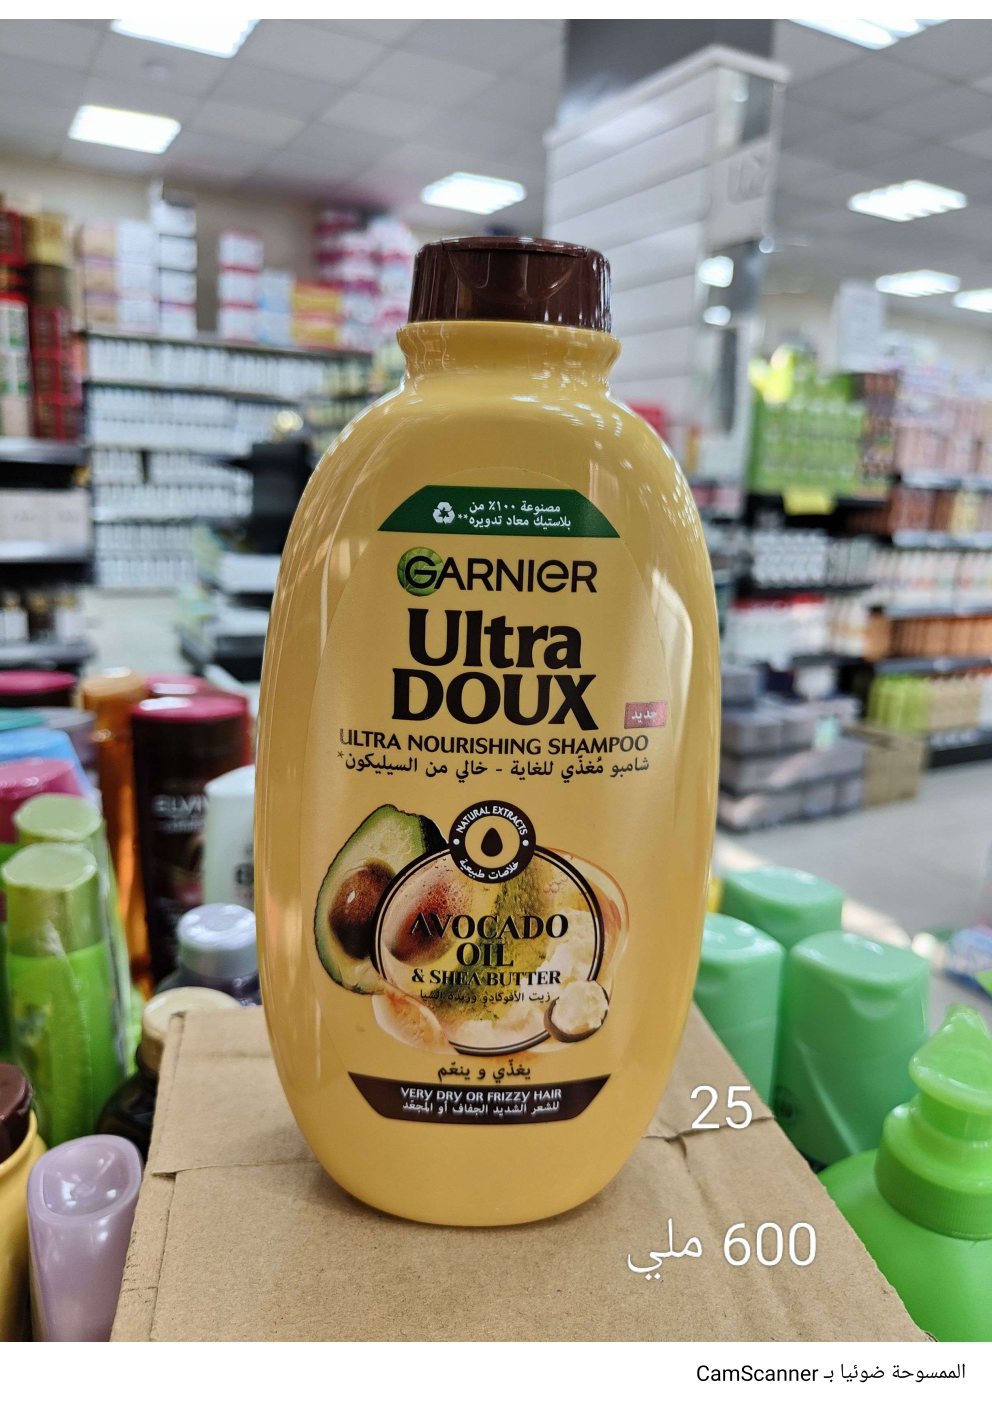 مصنوعة ١٠٠٪ من
بلاستيك معاد تدويره**
GARNIER
Ultra
DOUX
جديد
ULTRA NOURISHING SHAMPOO
شامبو مُغذّي للغاية - خالي من السيليكون*
NATURAL EXTRACTS
خلاصات طبيعية
AVOCADO
OIL
& SHEA BUTTER
زيت الأفوكادو وزبدة الشيا
يغذّي و ينعّم
VERY DRY OR FRIZZY HAIR
للشعر الشديد الجفاف أو المجعّد
25
600 ملي
الممسوحة ضوئيا بـ CamScanner